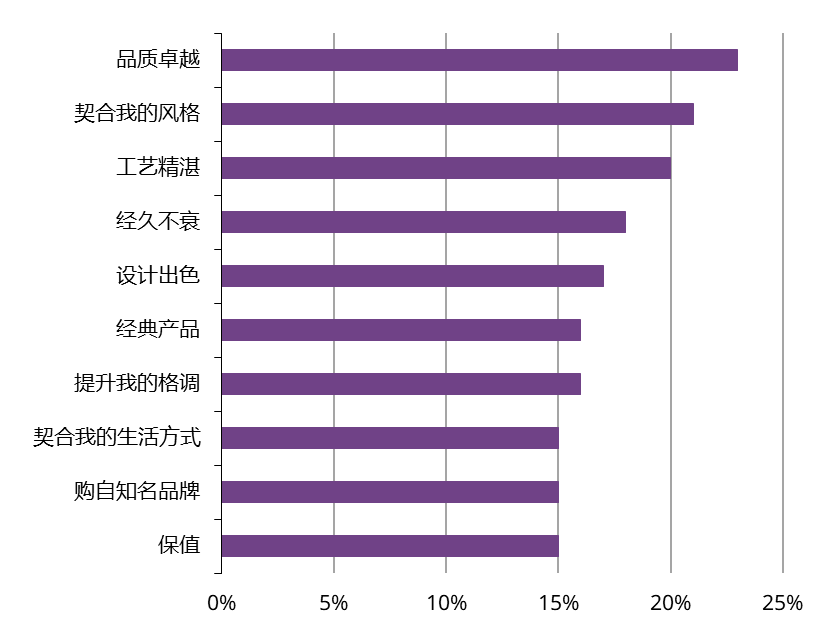 品质卓越
契合我的风格
工艺精湛
经久不衰
设计出色
经典产品
提升我的格调
契合我的生活方式
购自知名品牌
保值
0% 5% 10% 15% 20% 25%